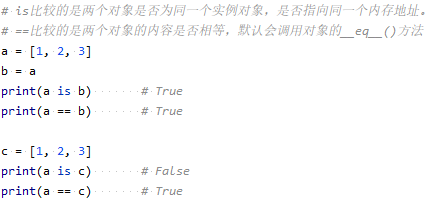 # is比较的是两个对象是否为同一个实例对象，是否指向同一个内存地址。
# ==比较的是两个对象的内容是否相等，默认会调用对象的__eq__()方法
a = [1, 2, 3]
b = a
print(a is b)       # True
print(a == b)       # True

c = [1, 2, 3]
print(a is c)       # False
print(a == c)       # True